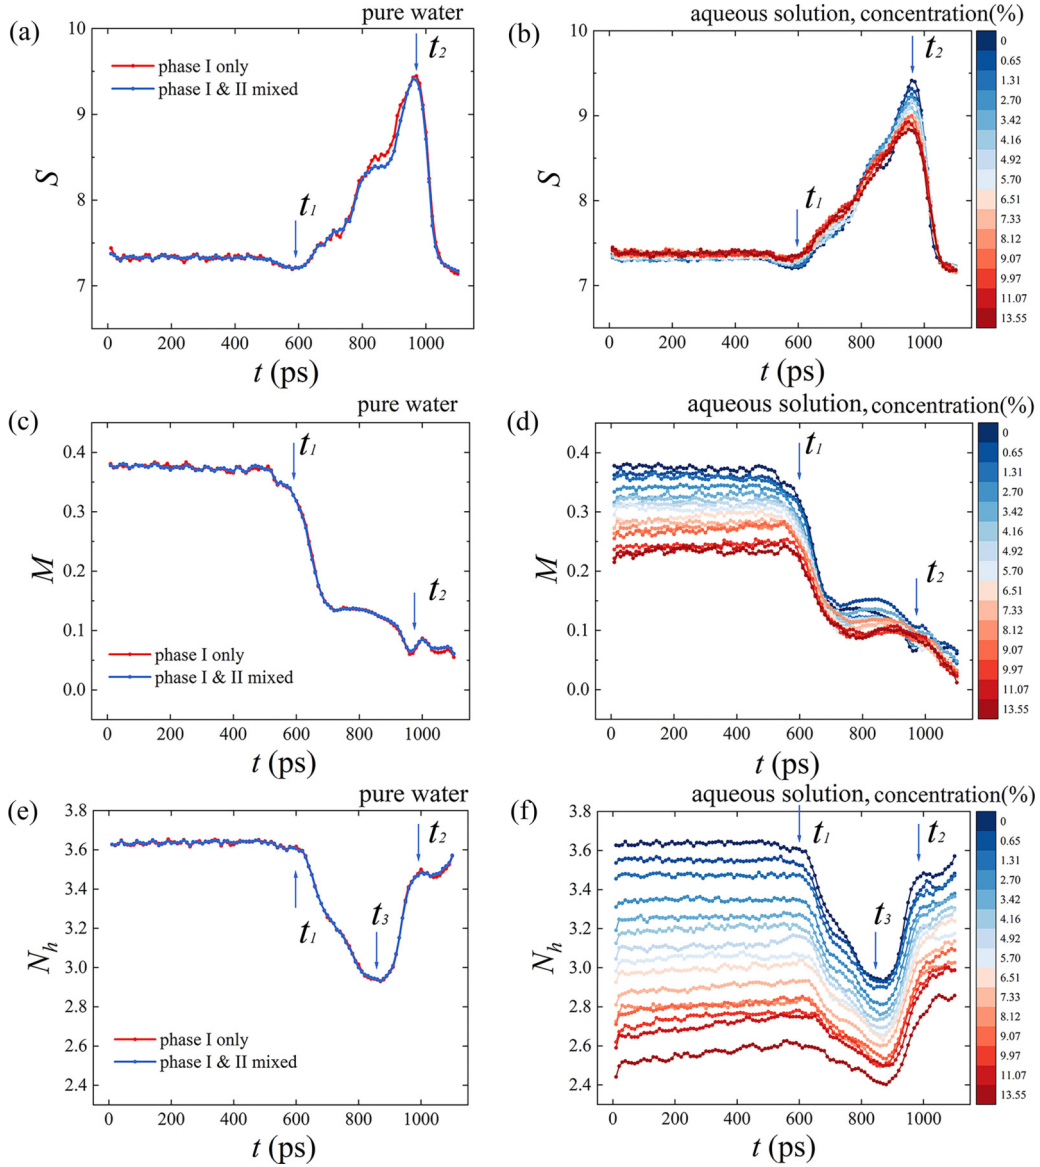 (a)
pure water
10
9
8
7
S
t2
t1
phase I only
phase I & II mixed
0 200 400 600 800 1000
t (ps)
(b)
aqueous solution, concentration(%)
10
9
8
7
S
t2
t1
0 200 400 600 800 1000
t (ps)
0
0.65
1.31
2.70
3.42
4.16
4.92
5.70
6.51
7.33
8.12
9.07
9.97
11.07
13.55
(c)
pure water
0.4
0.3
0.2
0.1
0.0
M
t1
t2
phase I only
phase I & II mixed
0 200 400 600 800 1000
t (ps)
(d)
aqueous solution, concentration(%)
0.4
0.3
0.2
0.1
0.0
M
t1
t2
0 200 400 600 800 1000
t (ps)
0
0.65
1.31
2.70
3.42
4.16
4.92
5.70
6.51
7.33
8.12
9.07
9.97
11.07
13.55
(e)
pure water
3.8
3.6
3.4
3.2
3.0
2.8
2.6
2.4
Nh
t2
t1
t3
phase I only
phase I & II mixed
0 200 400 600 800 1000
t (ps)
(f)
aqueous solution, concentration(%)
3.8
3.6
3.4
3.2
3.0
2.8
2.6
2.4
Nh
t1
t2
t3
0 200 400 600 800 1000
t (ps)
0
0.65
1.31
2.70
3.42
4.16
4.92
5.70
6.51
7.33
8.12
9.07
9.97
11.07
13.55